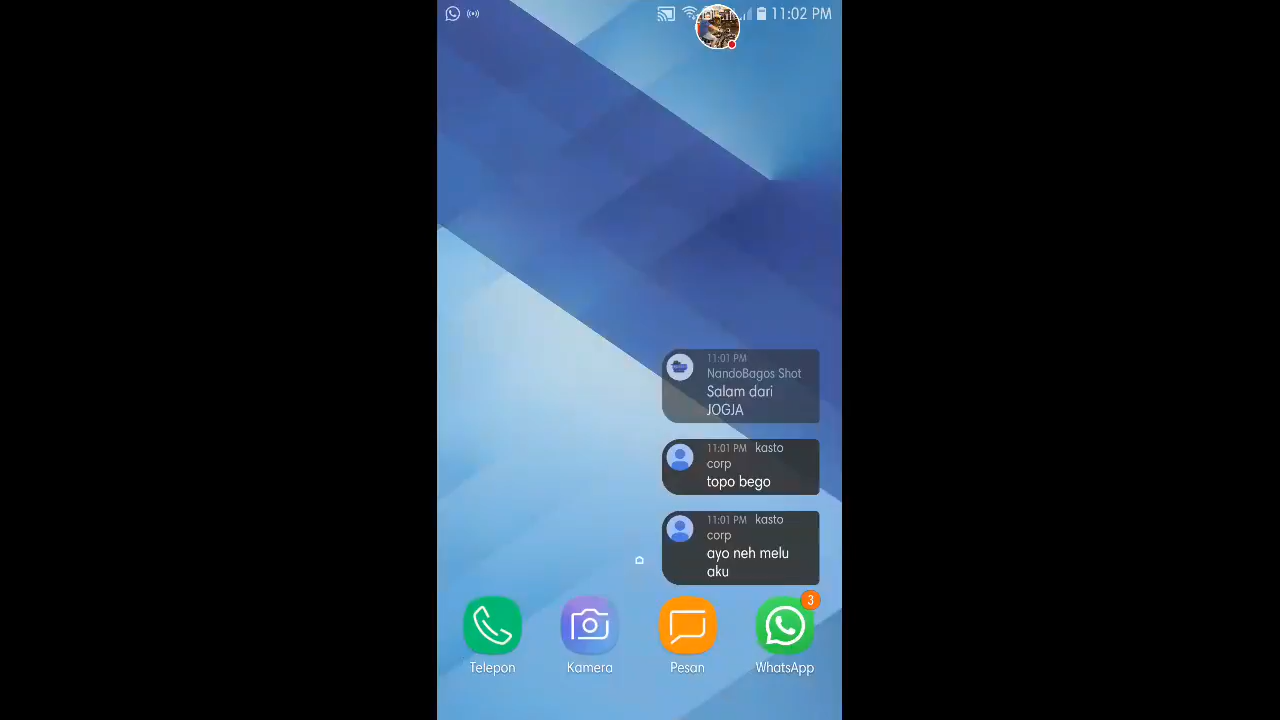 11:02 PM
11:01 PM
NandoBagos Shot
Salam dari
JOGJA
11:01 PM kasto
corp
topo bego
11:01 PM kasto
corp
ayo neh melu
aku
3
Telepon
Kamera
Pesan
WhatsApp